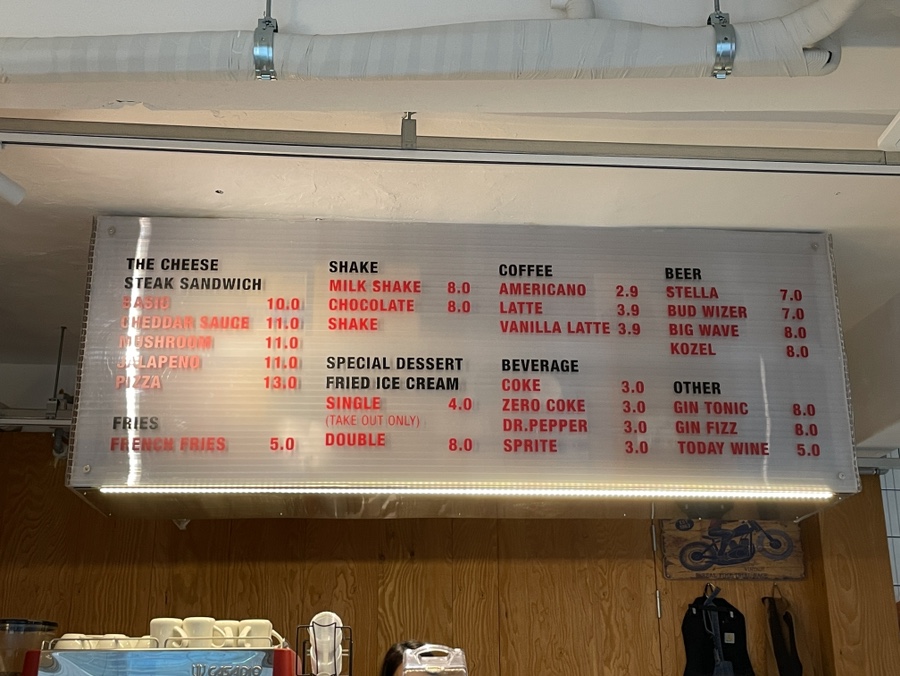 THE CHEESE
STEAK SANDWICH
BASIC 10.0
CHEDDAR SAUCE 11.0
MUSHROOM 11.0
JALAPENO 11.0
PIZZA 13.0
FRIES
FRENCH FRIES 5.0
SHAKE
MILK SHAKE 8.0
CHOCOLATE 8.0
SHAKE
SPECIAL DESSERT
FRIED ICE CREAM
SINGLE 4.0
(TAKE OUT ONLY)
DOUBLE 8.0
COFFEE
AMERICANO 2.9
LATTE 3.9
VANILLA LATTE 3.9
BEVERAGE
COKE 3.0
ZERO COKE 3.0
DR.PEPPER 3.0
SPRITE 3.0
BEER
STELLA 7.0
BUD WIZER 7.0
BIG WAVE 8.0
KOZEL 8.0
OTHER
GIN TONIC 8.0
GIN FIZZ 8.0
TODAY WINE 5.0
CASADIO